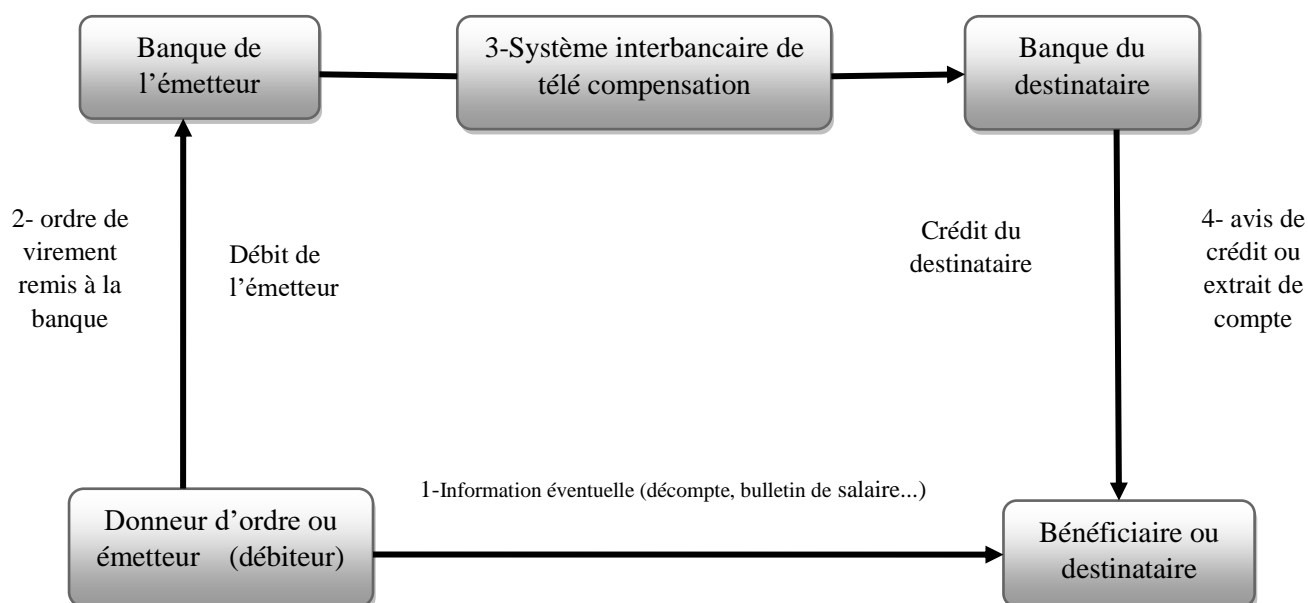 Banque de
l’émetteur
3-Système interbancaire de
télé compensation
Banque du
destinataire
2- ordre de
virement
remis à la
banque
Débit de
l’émetteur
Crédit du
destinataire
4- avis de
crédit ou
extrait de
compte
1-Information éventuelle (décompte, bulletin de salaire...)
Donneur d’ordre ou
émetteur (débiteur)
Bénéficiaire ou
destinataire